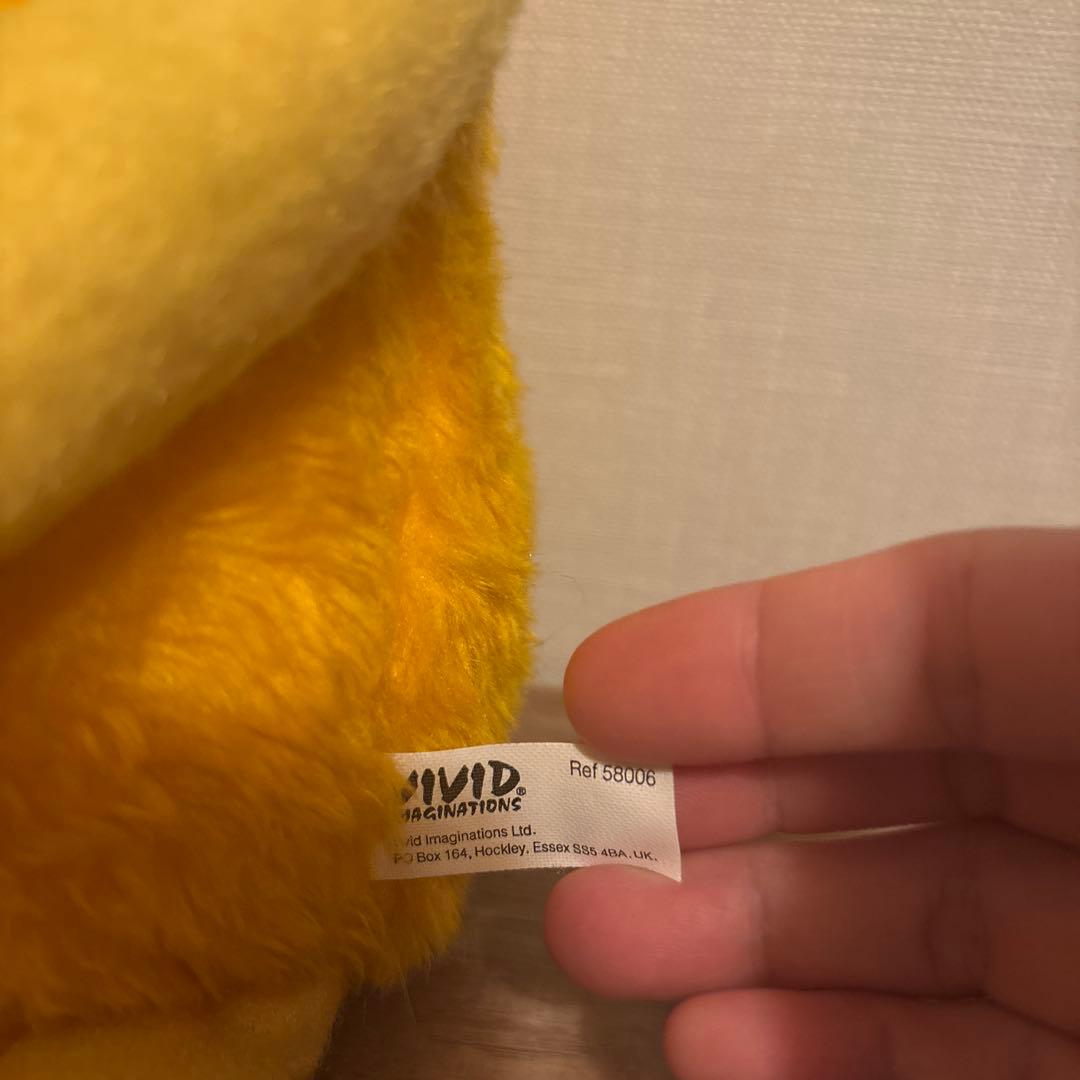 VIVID®
IMAGINATIONS
Ref 58006
Vivid Imaginations Ltd.
PO Box 164, Hockley, Essex SS5 4BA, UK.